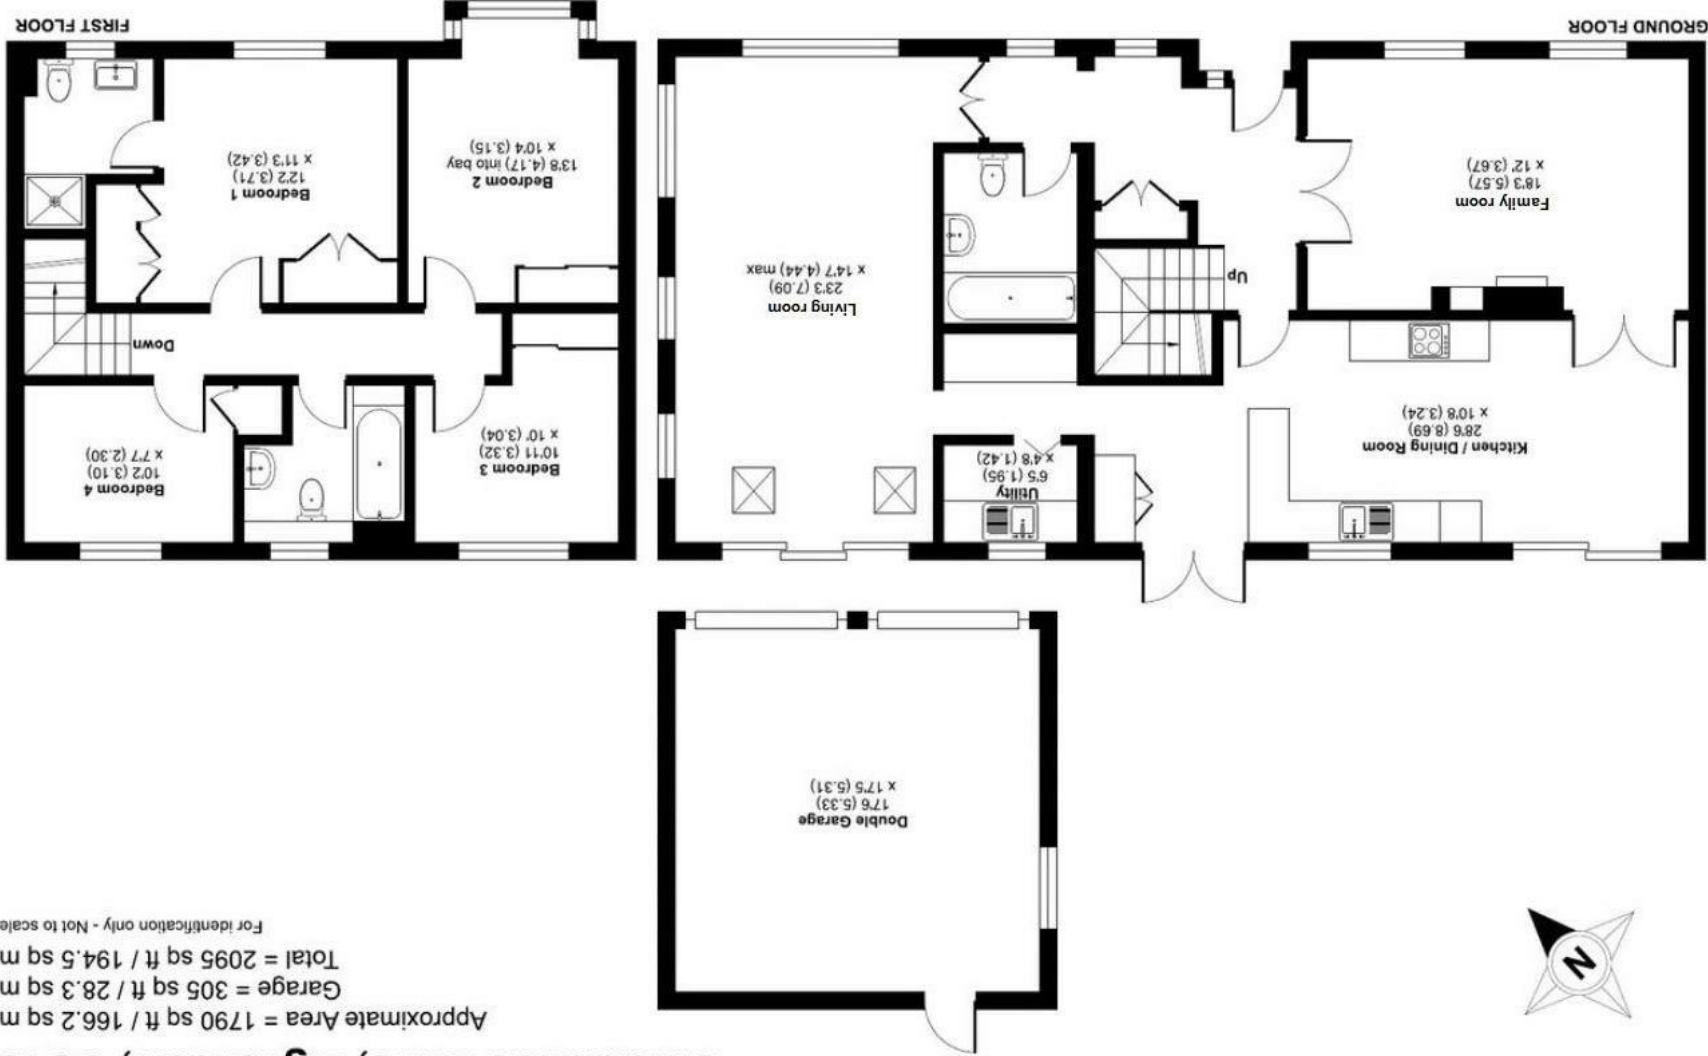 Approximate Area = 1790 sq ft / 166.2 sq m
Garage = 305 sq ft / 28.3 sq m
Total = 2095 sq ft / 194.5 sq m
For identification only - Not to scale
N
Double Garage
17'6 (5.33)
x 17'5 (5.31)
Kitchen / Dining Room
28'6 (8.69)
x 10'8 (3.24)
Utility
6'5 (1.95)
x 4'8 (1.42)
Living room
23'3 (7.09)
x 14'7 (4.44) max
Family room
18'3 (5.57)
x 12' (3.67)
Up
GROUND FLOOR
Bedroom 3
10'11 (3.32)
x 10' (3.04)
Bedroom 4
10'2 (3.10)
x 7'7 (2.30)
Down
Bedroom 2
13'8 (4.17) into bay
x 10'4 (3.15)
Bedroom 1
12'2 (3.71)
x 11'3 (3.42)
FIRST FLOOR